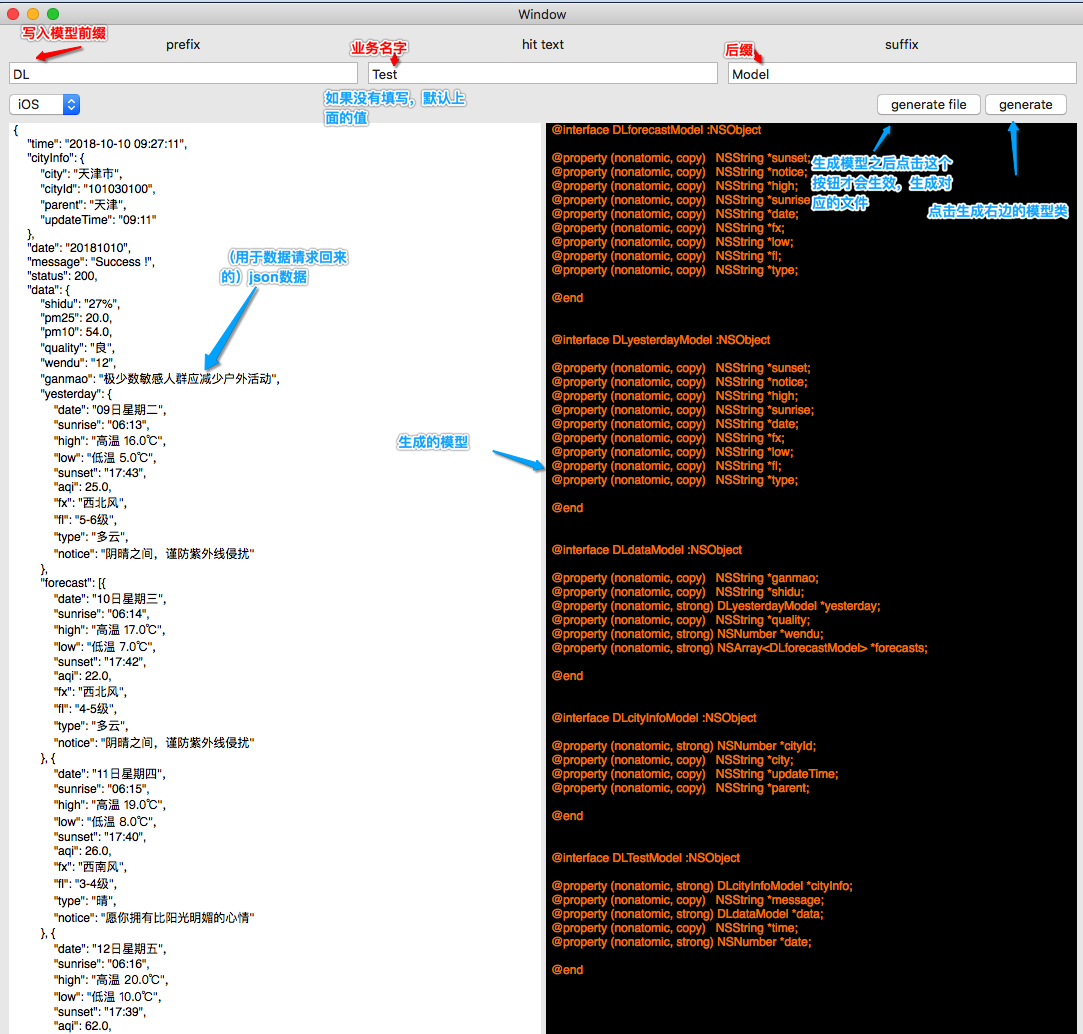 Window
写入模型前缀
prefix
业务名字
hit text
后缀
suffix
DL
Test
Model
如果没有填写，默认上
面的值
iOS
generate file
generate
{
"time": "2018-10-10 09:27:11",
"cityInfo": {
"city": "天津市",
"cityId": "101030100",
"parent": "天津",
"updateTime": "09:11"
},
"date": "20181010",
"message": "Success !",
"status": 200,
"data": {
"shidu": "27%",
"pm25": 20.0,
"pm10": 54.0,
"quality": "良",
"wendu": "12",
"ganmao": "极少数敏感人群应减少户外活动",
"yesterday": {
"date": "09日星期二",
"sunrise": "06:13",
"high": "高温 16.0℃",
"low": "低温 5.0℃",
"sunset": "17:43",
"aqi": 25.0,
"fx": "西北风",
"fl": "5-6级",
"type": "多云",
"notice": "阴晴之间，谨防紫外线侵扰"
},
"forecast": [{
"date": "10日星期三",
"sunrise": "06:14",
"high": "高温 17.0℃",
"low": "低温 7.0℃",
"sunset": "17:42",
"aqi": 22.0,
"fx": "西北风",
"fl": "4-5级",
"type": "多云",
"notice": "阴晴之间，谨防紫外线侵扰"
}, {
"date": "11日星期四",
"sunrise": "06:15",
"high": "高温 19.0℃",
"low": "低温 8.0℃",
"sunset": "17:40",
"aqi": 26.0,
"fx": "西南风",
"fl": "3-4级",
"type": "晴",
"notice": "愿你拥有比阳光明媚的心情"
}, {
"date": "12日星期五",
"sunrise": "06:16",
"high": "高温 20.0℃",
"low": "低温 10.0℃",
"sunset": "17:39",
"aqi": 62.0,
（用于数据请求回来
的）json数据
生成的模型
@interface DLforecastModel :NSObject
@property (nonatomic, copy) NSString *sunset;
@property (nonatomic, copy) NSString *notice;
@property (nonatomic, copy) NSString *high;
@property (nonatomic, copy) NSString *sunrise
@property (nonatomic, copy) NSString *date;
@property (nonatomic, copy) NSString *fx;
@property (nonatomic, copy) NSString *low;
@property (nonatomic, copy) NSString *fl;
@property (nonatomic, copy) NSString *type;
@end
生成模型之后点击这个
按钮才会生效，生成对
应的文件
点击生成右边的模型类
@interface DLyesterdayModel :NSObject
@property (nonatomic, copy) NSString *sunset;
@property (nonatomic, copy) NSString *notice;
@property (nonatomic, copy) NSString *high;
@property (nonatomic, copy) NSString *sunrise;
@property (nonatomic, copy) NSString *date;
@property (nonatomic, copy) NSString *fx;
@property (nonatomic, copy) NSString *low;
@property (nonatomic, copy) NSString *fl;
@property (nonatomic, copy) NSString *type;
@end
@interface DLdataModel :NSObject
@property (nonatomic, copy) NSString *ganmao;
@property (nonatomic, copy) NSString *shidu;
@property (nonatomic, strong) DLyesterdayModel *yesterday;
@property (nonatomic, copy) NSString *quality;
@property (nonatomic, strong) NSNumber *wendu;
@property (nonatomic, strong) NSArray<DLforecastModel> *forecasts;
@end
@interface DLcityInfoModel :NSObject
@property (nonatomic, strong) NSNumber *cityId;
@property (nonatomic, copy) NSString *city;
@property (nonatomic, copy) NSString *updateTime;
@property (nonatomic, copy) NSString *parent;
@end
@interface DLTestModel :NSObject
@property (nonatomic, strong) DLcityInfoModel *cityInfo;
@property (nonatomic, copy) NSString *message;
@property (nonatomic, strong) DLdataModel *data;
@property (nonatomic, copy) NSString *time;
@property (nonatomic, strong) NSNumber *date;
@end